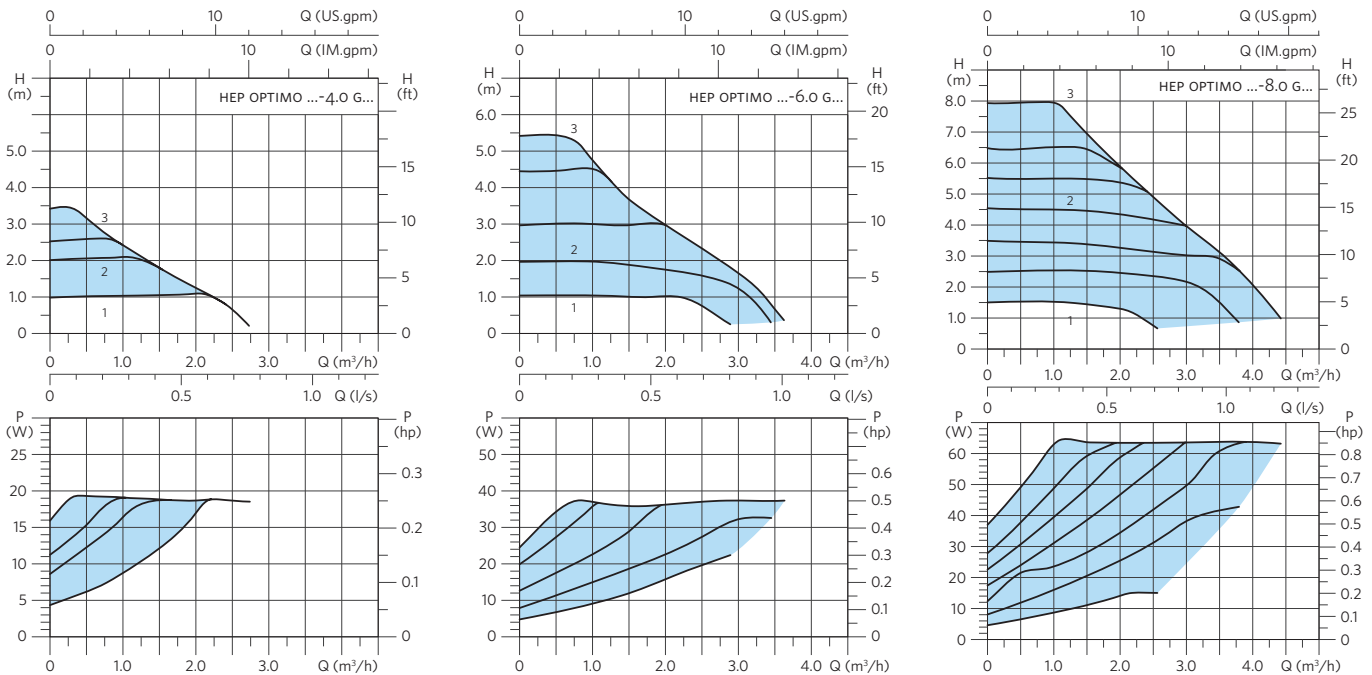 0 10 Q (US.gpm)
0 10 Q (IM.gpm)
H (m) H (ft)
HEP OPTIMO ...-4.0 G...
5.0 15
4.0
3.0 10
2.0 5
1.0
0 0
3
2
1
0 1.0 2.0 3.0 Q (m³/h)
0 0.5 1.0 Q (l/s)
P (W) P (hp)
25
20 0.3
15 0.2
10 0.1
5
0 0
0 1.0 2.0 3.0 Q (m³/h)
0 10 Q (US.gpm)
0 10 Q (IM.gpm)
H (m) H (ft)
HEP OPTIMO ...-6.0 G...
6.0 20
5.0 15
4.0
3.0 10
2.0 5
1.0
0 0
3
2
1
0 1.0 2.0 3.0 4.0 Q (m³/h)
0 0.5 1.0 Q (l/s)
P (W) P (hp)
50 0.6
40 0.5
30 0.4
20 0.3
10 0.2
0.1
0 0
0 1.0 2.0 3.0 4.0 Q (m³/h)
0 10 Q (US.gpm)
0 10 Q (IM.gpm)
H (m) H (ft)
HEP OPTIMO ...-8.0 G...
8.0 25
7.0
6.0 20
5.0 15
4.0
3.0 10
2.0 5
1.0
0 0
3
2
1
0 1.0 2.0 3.0 4.0 Q (m³/h)
0 0.5 1.0 Q (l/s)
P (W) P (hp)
60 0.8
50 0.7
40 0.6
0.5
30 0.4
20 0.3
0.2
10 0.1
0 0
0 1.0 2.0 3.0 4.0 Q (m³/h)